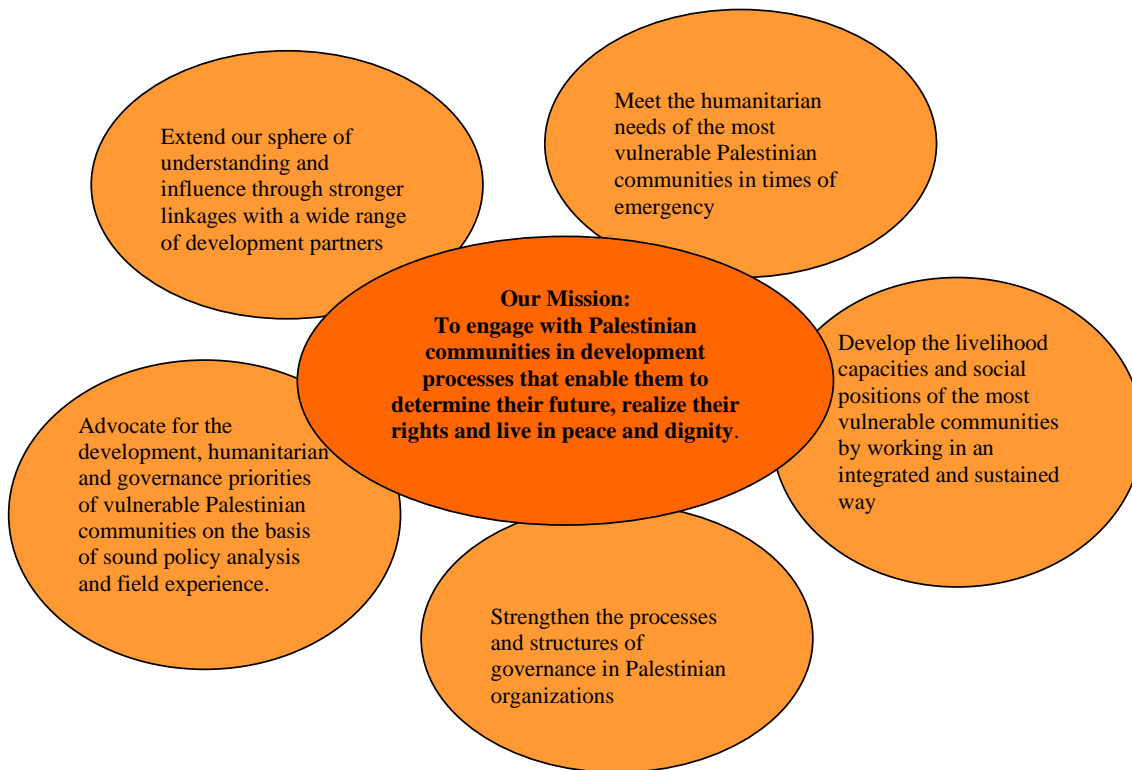 Extend our sphere of
understanding and
influence through stronger
linkages with a wide range
of development partners
Meet the humanitarian
needs of the most
vulnerable Palestinian
communities in times of
emergency
Our Mission:
To engage with Palestinian
communities in development
processes that enable them to
determine their future, realize their
rights and live in peace and dignity.
Develop the livelihood
capacities and social
positions of the most
vulnerable communities
by working in an
integrated and sustained
way
Advocate for the
development, humanitarian
and governance priorities
of vulnerable Palestinian
communities on the basis
of sound policy analysis
and field experience.
Strengthen the processes
and structures of
governance in Palestinian
organizations